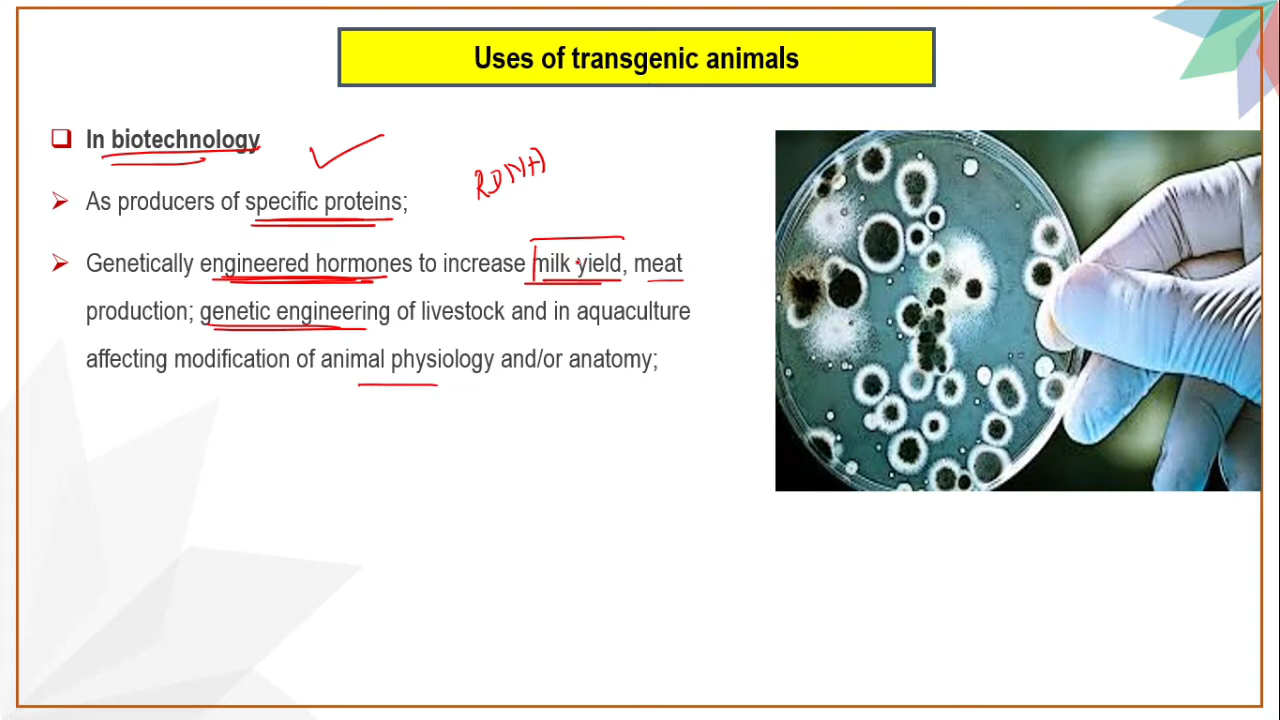 Uses of transgenic animals
In biotechnology
RDNA
As producers of specific proteins;
Genetically engineered hormones to increase milk yield, meat
production; genetic engineering of livestock and in aquaculture
affecting modification of animal physiology and/or anatomy;